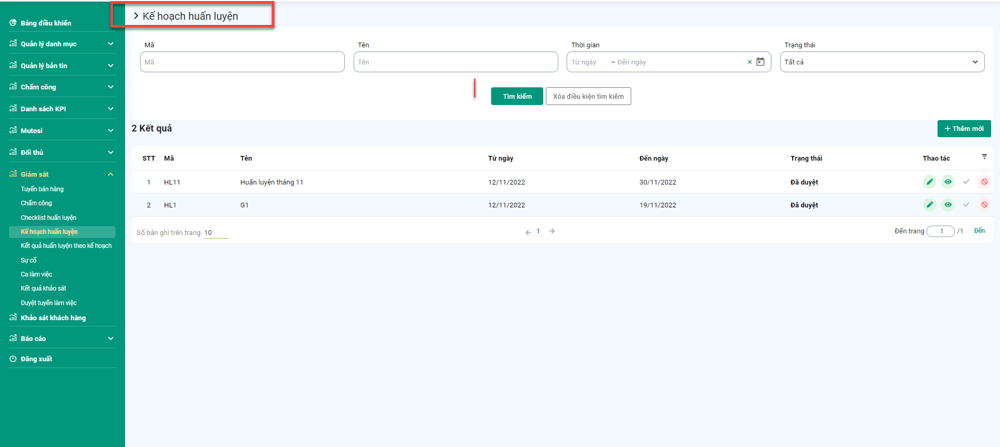 Kế hoạch huấn luyện
Bảng điều khiển
Quản lý danh mục
Quản lý bản tin
Chấm công
Danh sách KPI
Mutosi
Đối thủ
Giám sát
Tuyến bán hàng
Chấm công
Checklist huấn luyện
Kế hoạch huấn luyện
Kết quả huấn luyện theo kế hoạch
Sự cố
Ca làm việc
Kết quả khảo sát
Duyệt tuyến làm việc
Khảo sát khách hàng
Báo cáo
Đăng xuất
Mã Tên Thời gian Trạng thái
Mã Tên Từ ngày – Đến ngày × Tất cả
Tìm kiếm Xóa điều kiện tìm kiếm
2 Kết quả + Thêm mới
STT Mã Tên Từ ngày Đến ngày Trạng thái Thao tác
1 HL11 Huấn luyện tháng 11 12/11/2022 30/11/2022 Đã duyệt
2 HL1 G1 12/11/2022 19/11/2022 Đã duyệt
Số bản ghi trên trang 10 1 Đến trang 1 /1 Đến